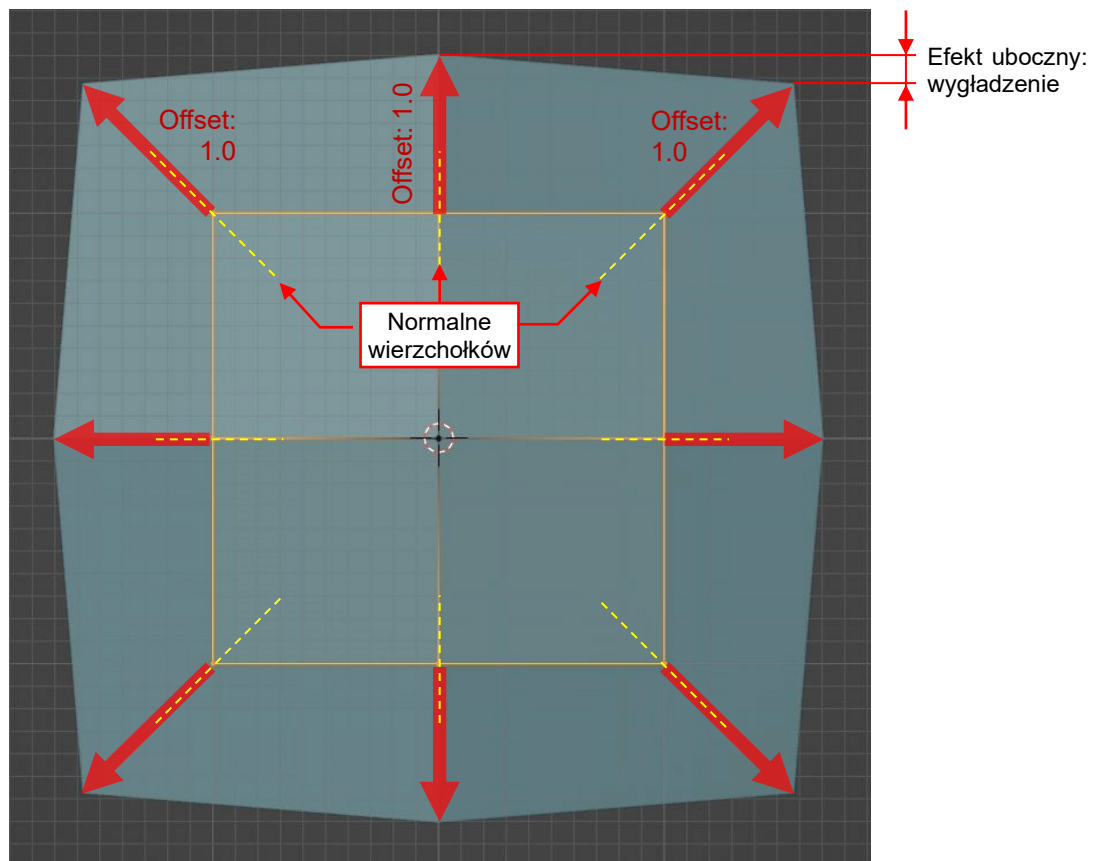 Efekt uboczny:
wygładzenie
Offset:
1.0
Offset: 1.0
Offset:
1.0
Normalne
wierzchołków